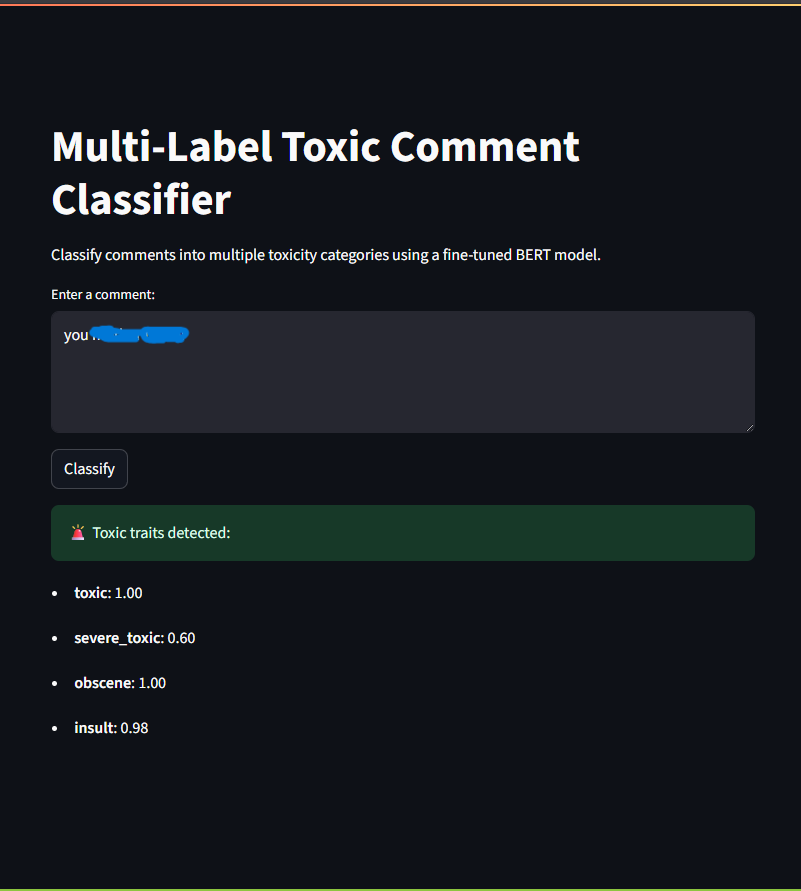 Multi-Label Toxic Comment
Classifier
Classify comments into multiple toxicity categories using a fine-tuned BERT model.
Enter a comment:
you
Classify
🚨 Toxic traits detected:
• toxic: 1.00
• severe_toxic: 0.60
• obscene: 1.00
• insult: 0.98